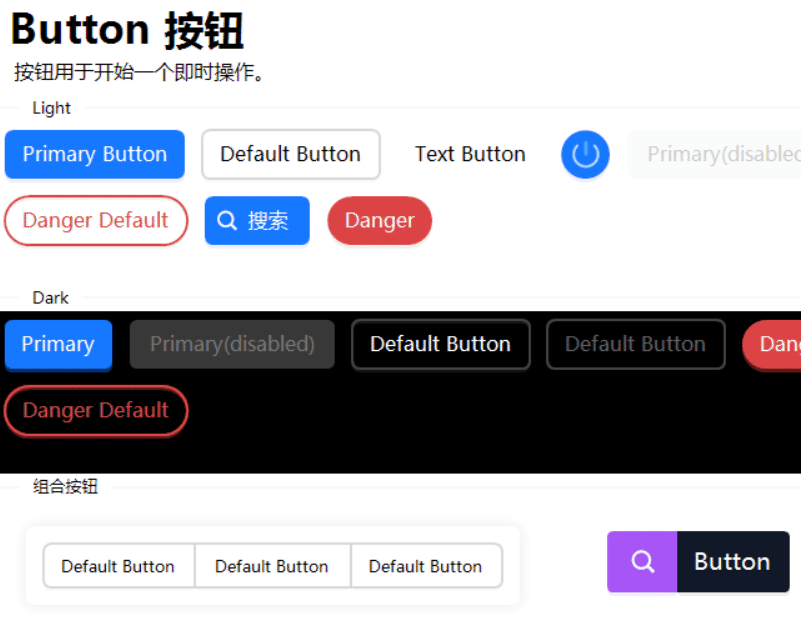 Button 按钮
按钮用于开始一个即时操作。
Light
Primary Button Default Button Text Button Primary(disabled
Danger Default 搜索 Danger
Dark
Primary Primary(disabled) Default Button Default Button Dang
Danger Default
组合按钮
Default Button Default Button Default Button Button